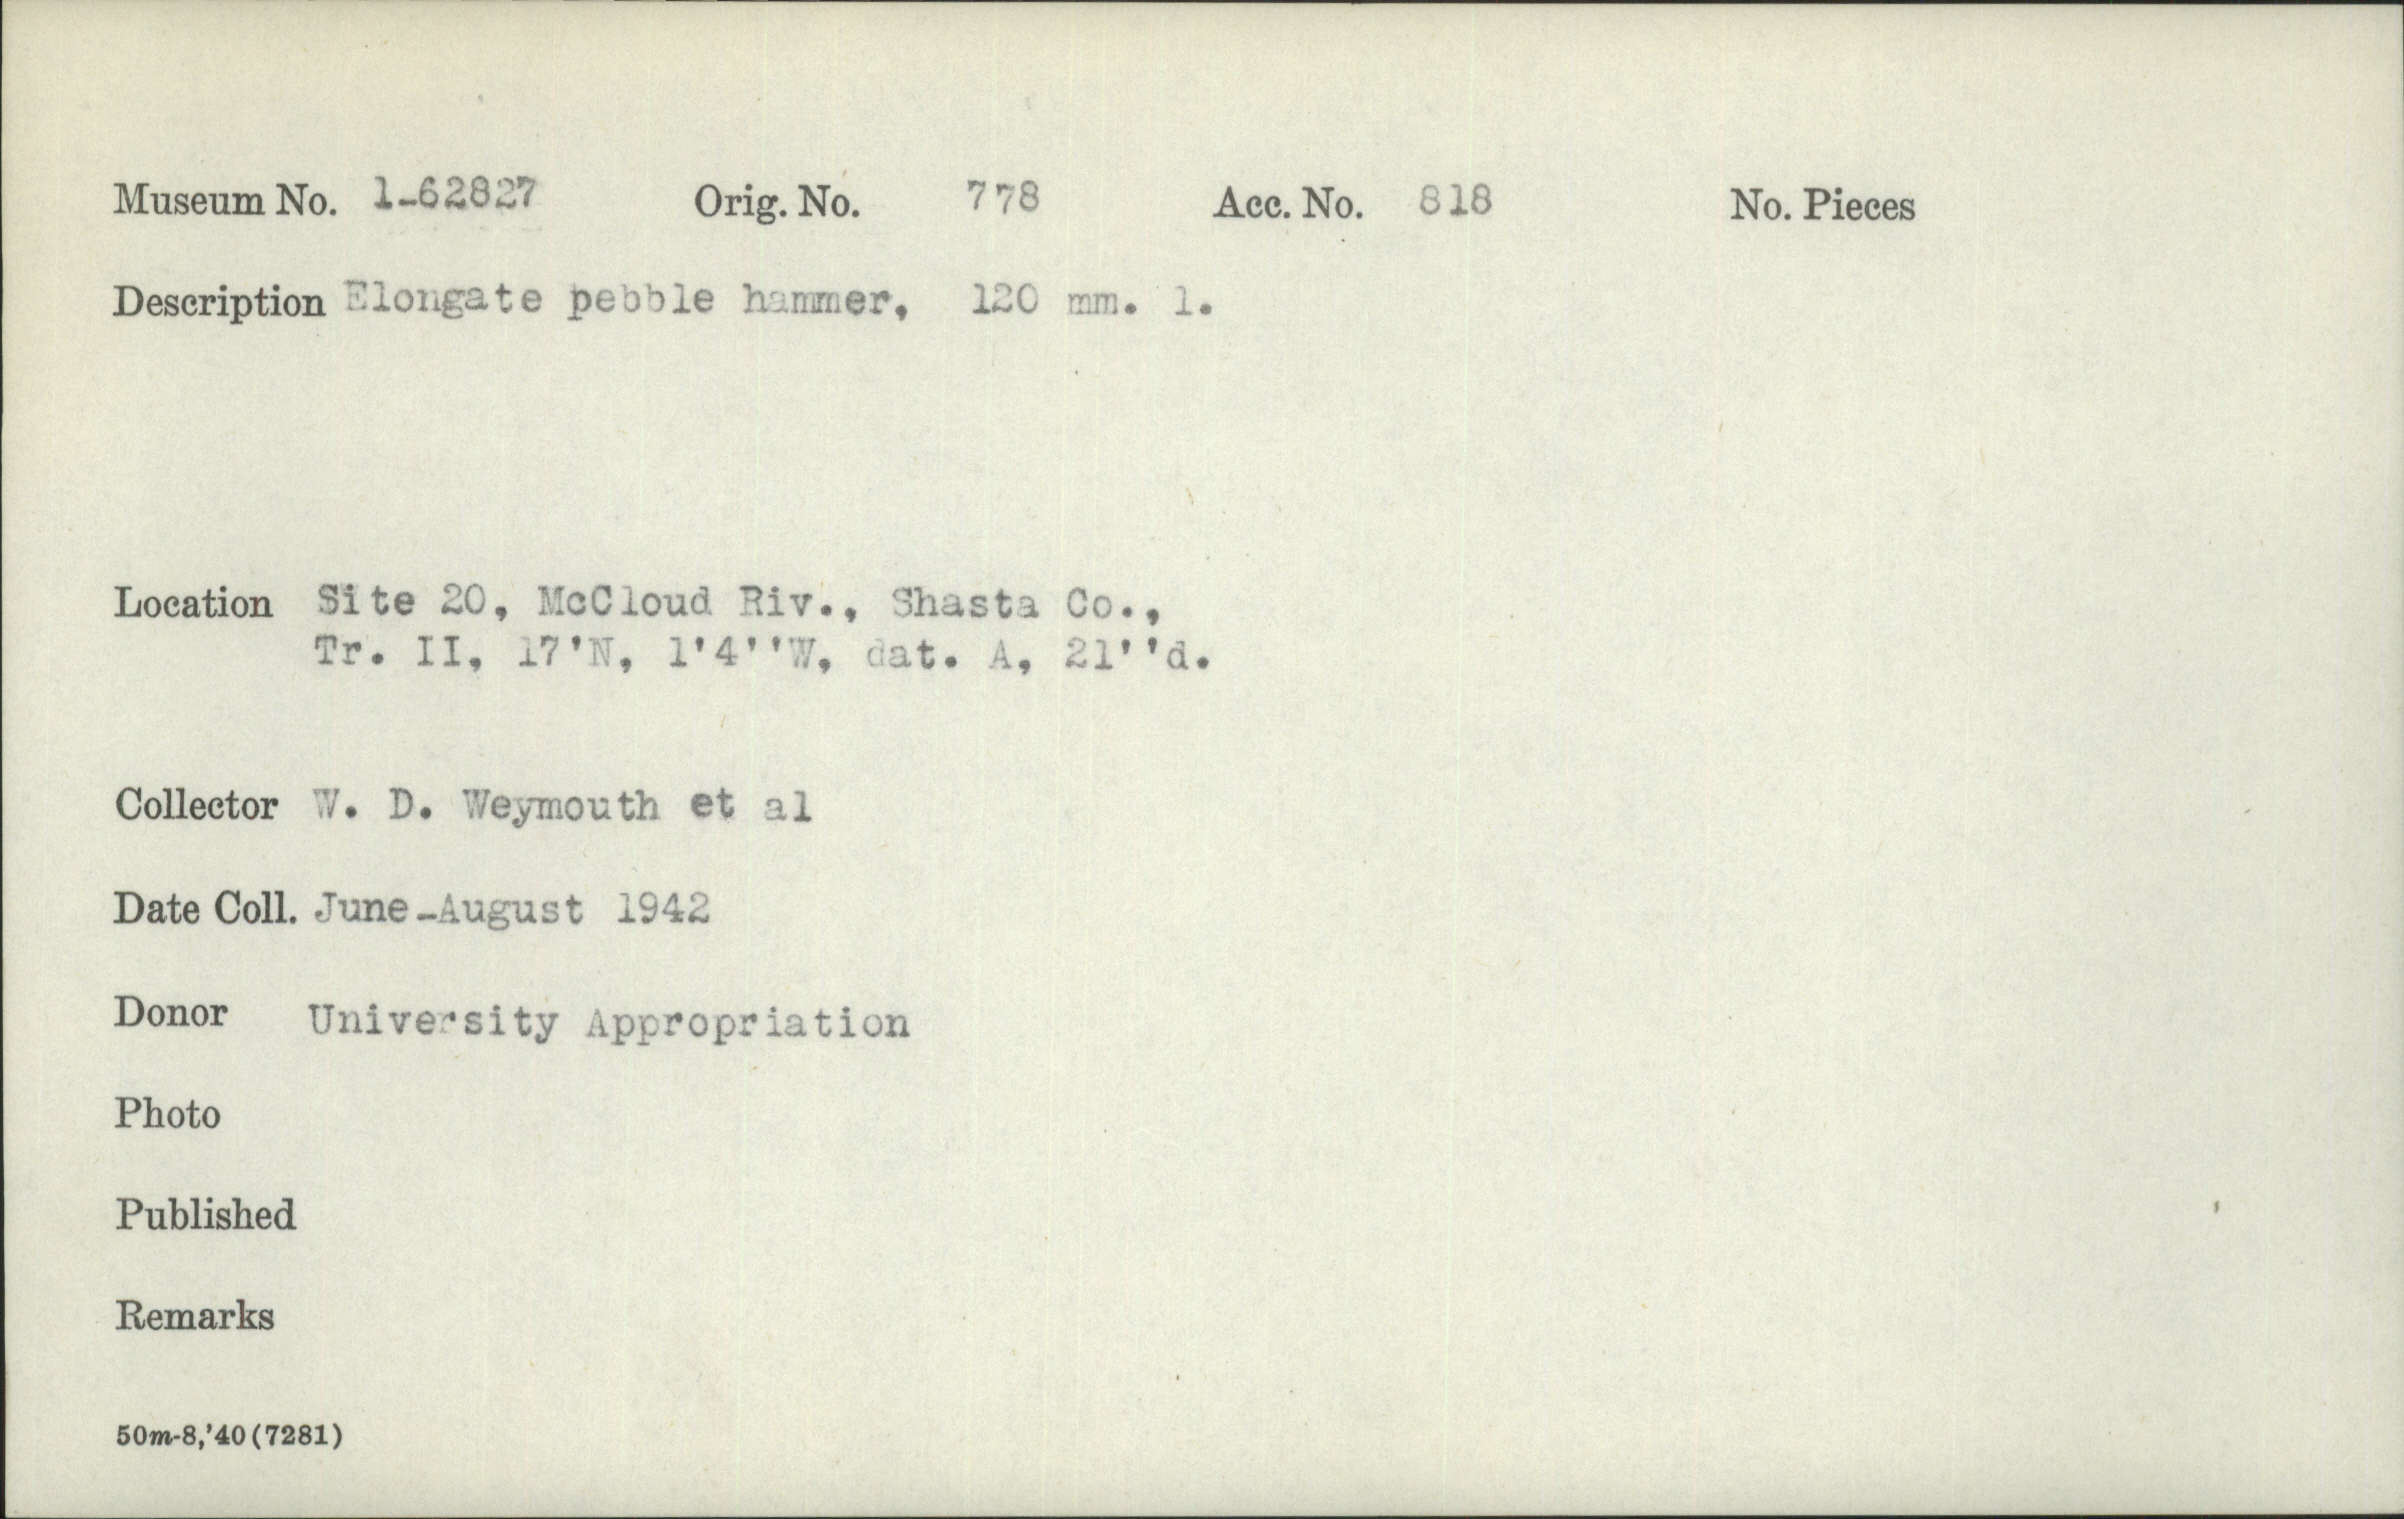 Museum No. 1-62827 Orig. No. 778 Acc. No. 818 No. Pieces
Description Elongate pebble hammer, 120 mm. l.
Location Site 20, McCloud Riv., Shasta Co.,
Tr. II, 17'N, 1'4''W, dat. A, 21''d.
Collector W. D. Weymouth et al
Date Coll. June-August 1942
Donor University Appropriation
Photo
Published
Remarks
50m-8,'40(7281)